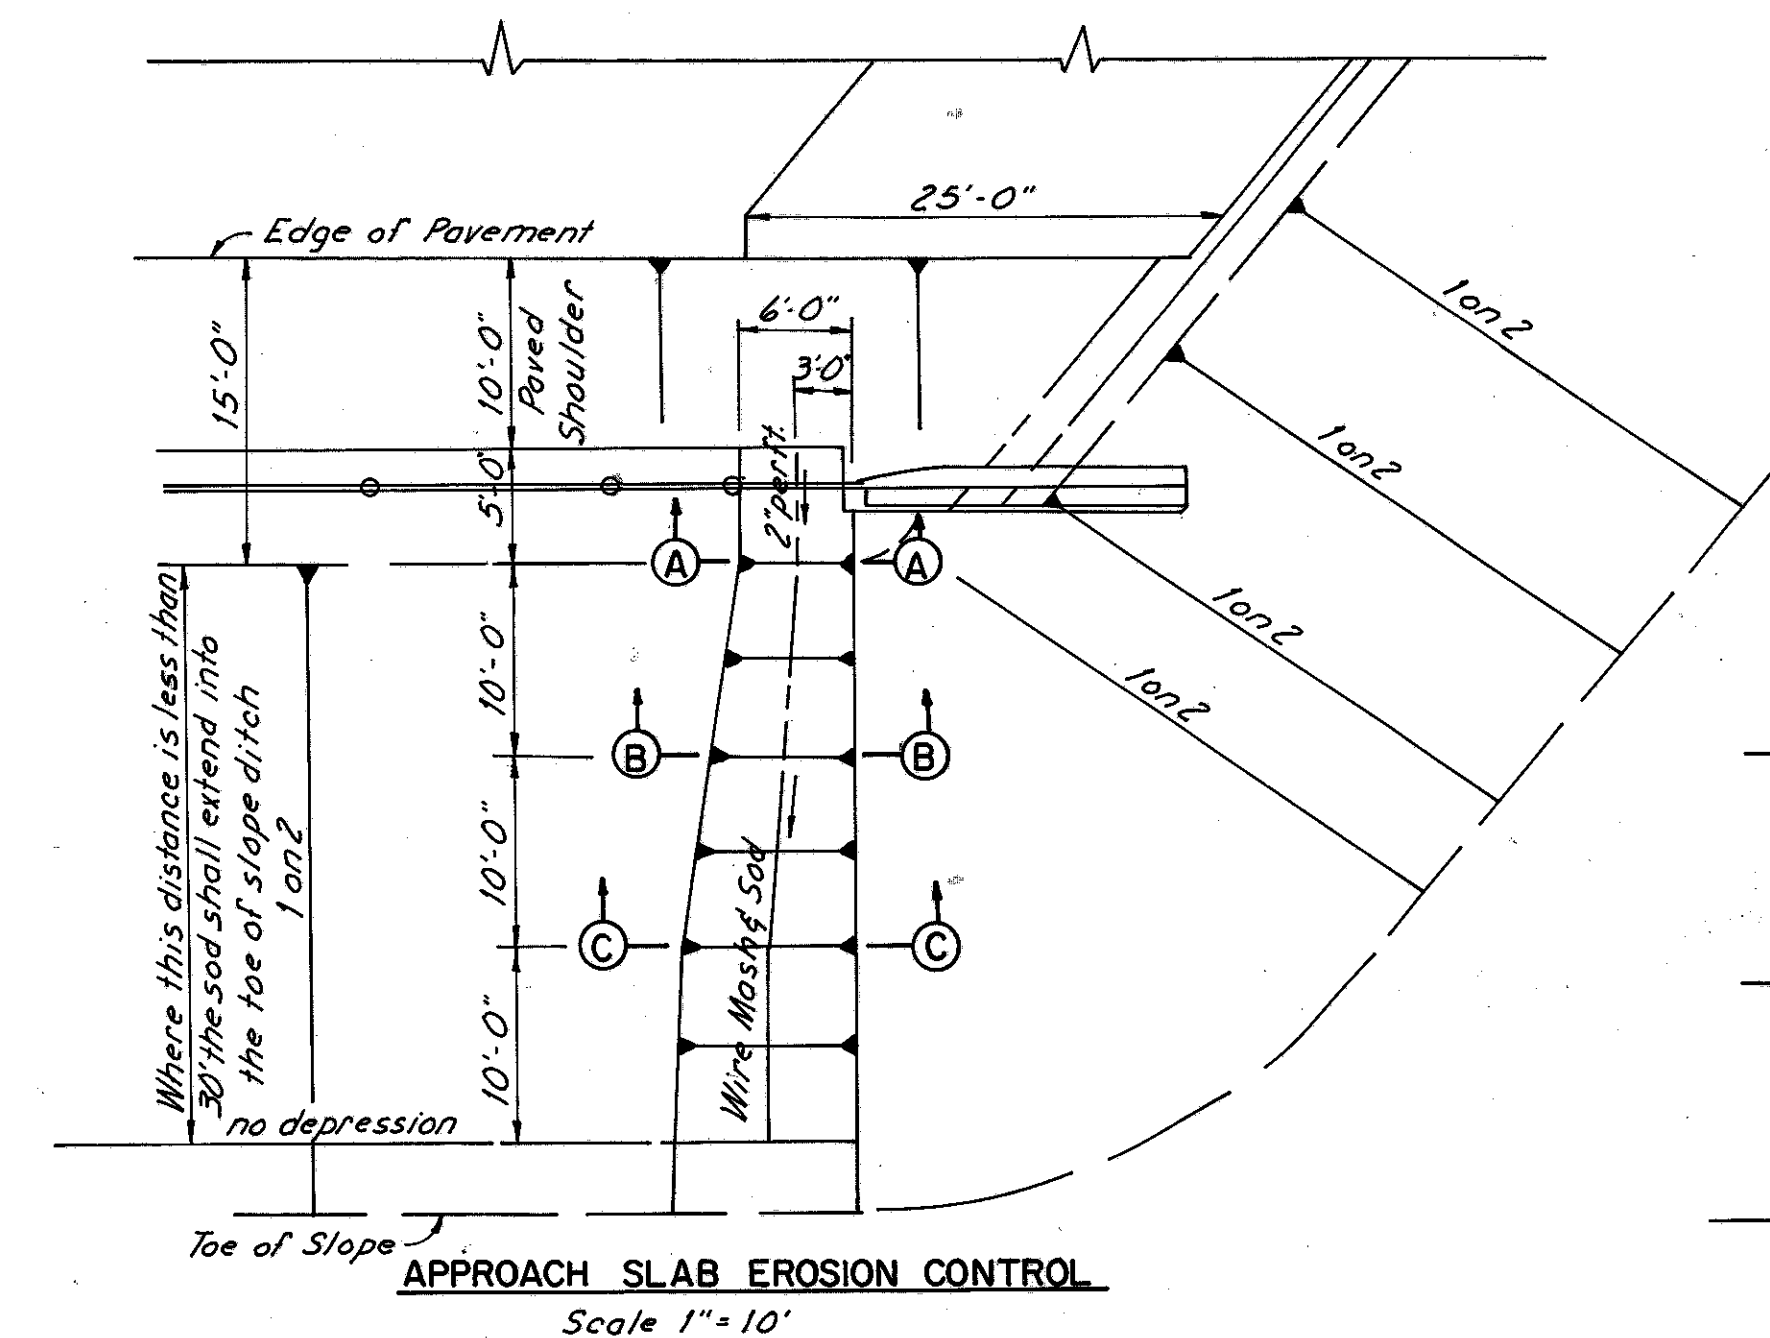 25'-0"
Edge of Pavement
15'-0"
10'-0"
Paved
Shoulder
6'-0"
3'-0"
5'-0"
2" per ft.
A
A
10'-0"
B
B
10'-0"
C
C
10'-0"
Where this distance is less than
30' the sod shall extend into
the toe of slope ditch
1 on 2
no depression
Wire Mash & Sod
1 on 2
1 on 2
1 on 2
1 on 2
Toe of Slope
APPROACH SLAB EROSION CONTROL
Scale 1" = 10'